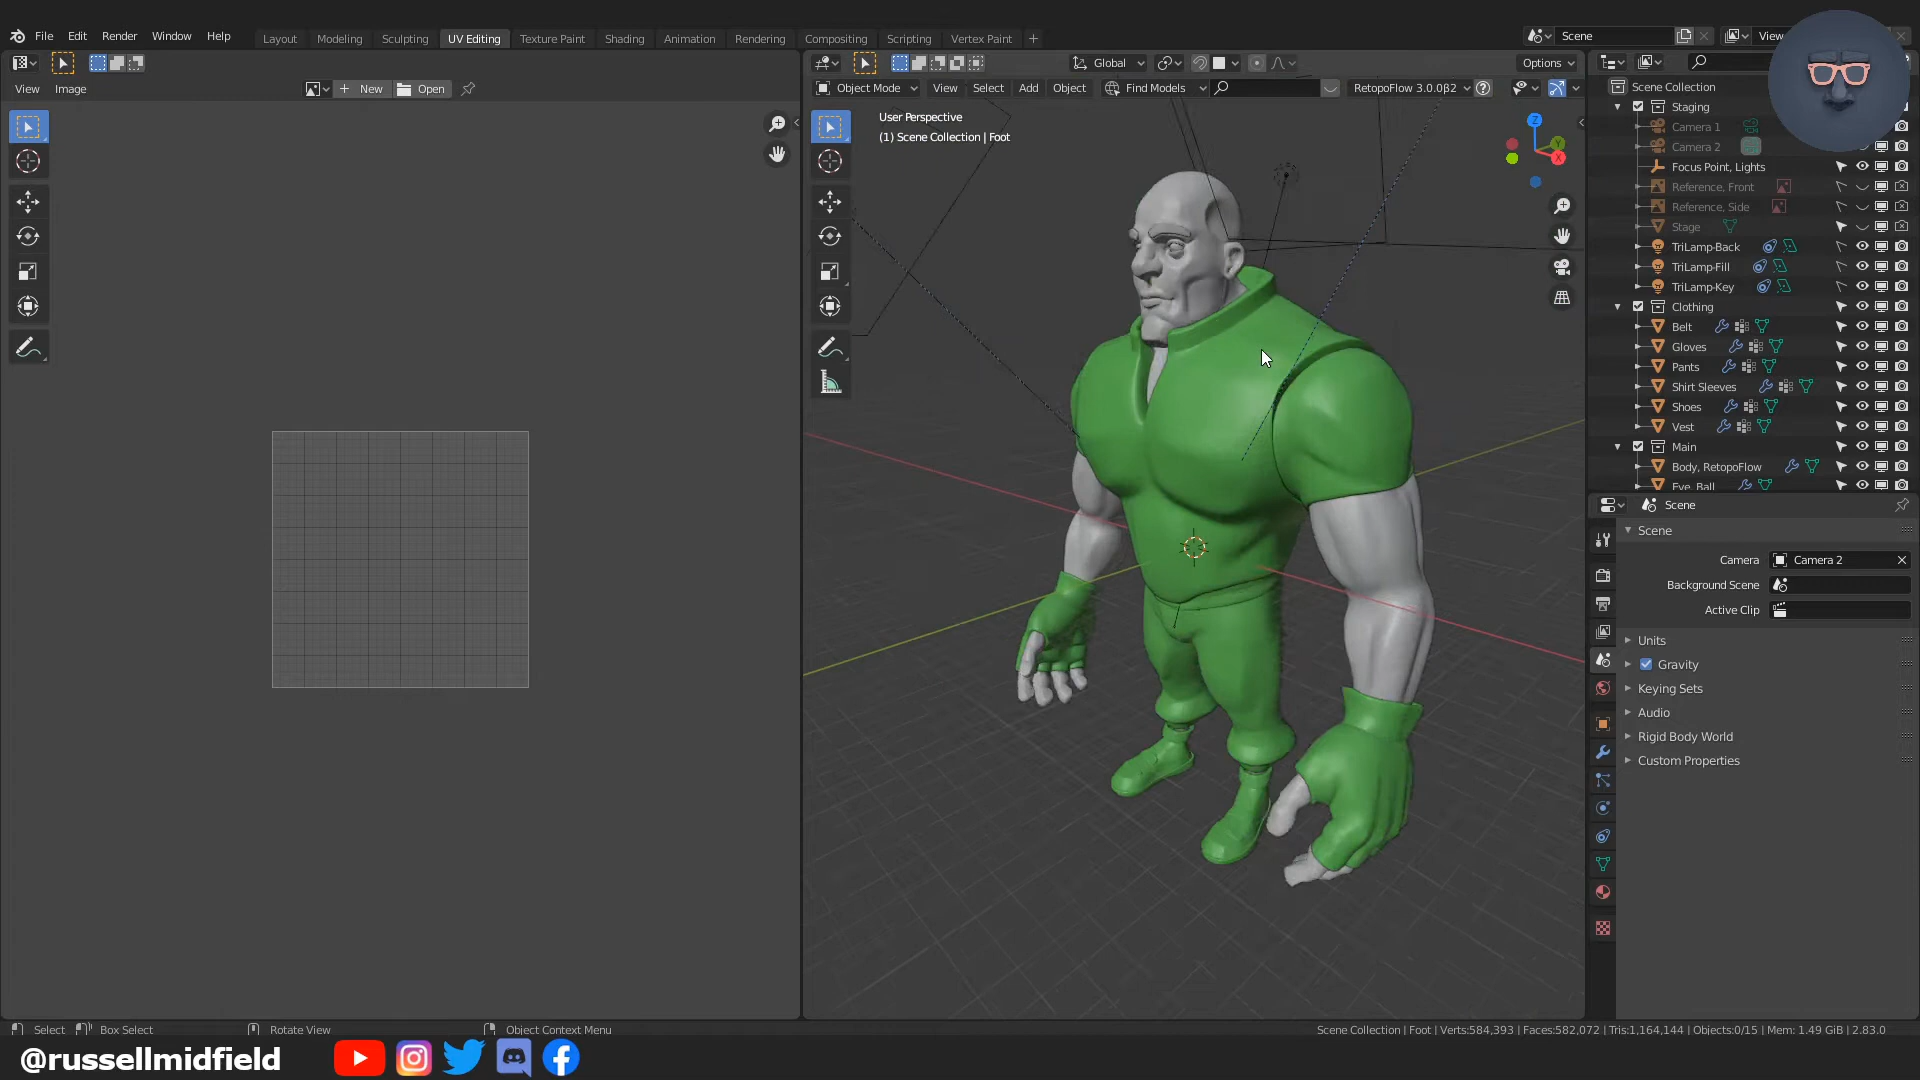 File Edit Render Window Help
Layout Modeling Sculpting UV Editing Texture Paint Shading Animation Rendering Compositing Scripting Vertex Paint +
Scene
View
Global
Options
View Image
New
Open
Object Mode View Select Add Object
Find Models
RetopoFlow 3.0.0β2
User Perspective
(1) Scene Collection | Foot
Z
Y
X
Scene Collection
Staging
Camera 1
Camera 2
Focus Point, Lights
Reference, Front
Reference, Side
Stage
TriLamp-Back
TriLamp-Fill
TriLamp-Key
Clothing
Belt
Gloves
Pants
Shirt Sleeves
Shoes
Vest
Main
Body, RetopoFlow
Eye, Ball
Scene
Scene
Camera Camera 2
Background Scene
Active Clip
Units
Gravity
Keying Sets
Audio
Rigid Body World
Custom Properties
Select Box Select Rotate View Object Context Menu
Scene Collection | Foot | Verts:584,393 | Faces:582,072 | Tris:1,164,144 | Objects:0/15 | Mem: 1.49 GiB | 2.83.0
@russellmidfield